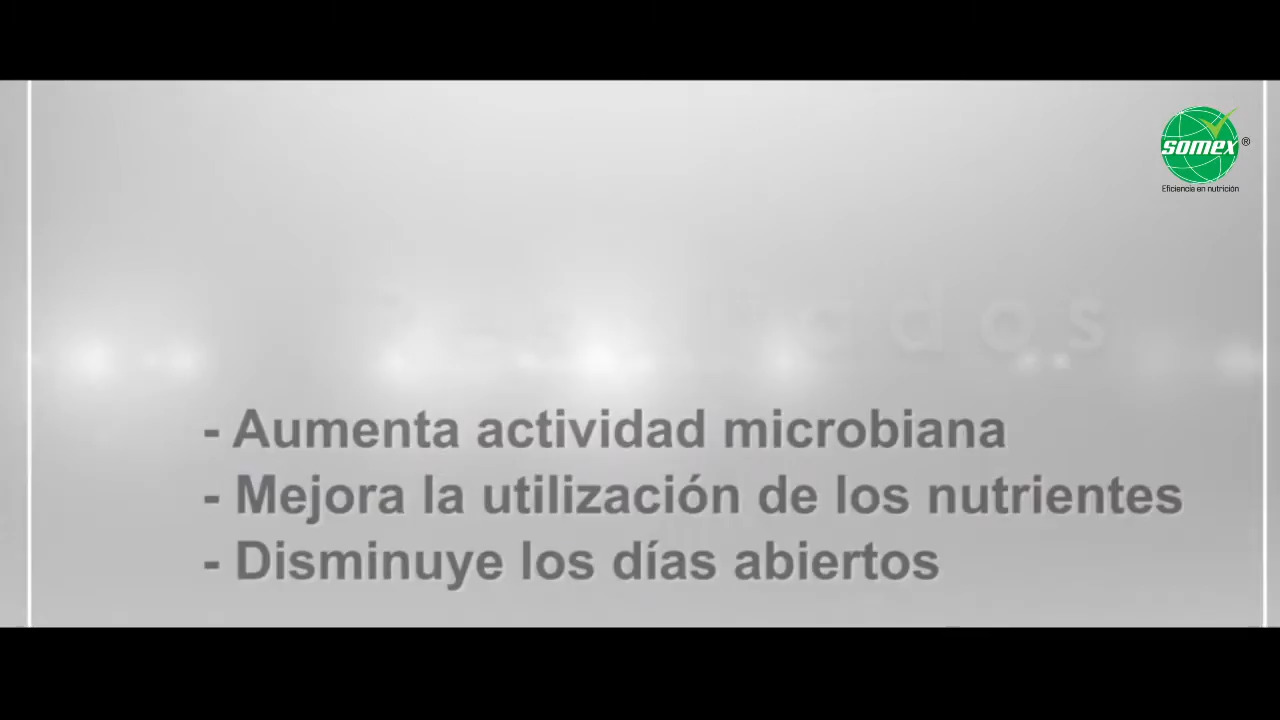 somex®
Eficiencia en nutrición
- Aumenta actividad microbiana
- Mejora la utilización de los nutrientes
- Disminuye los días abiertos